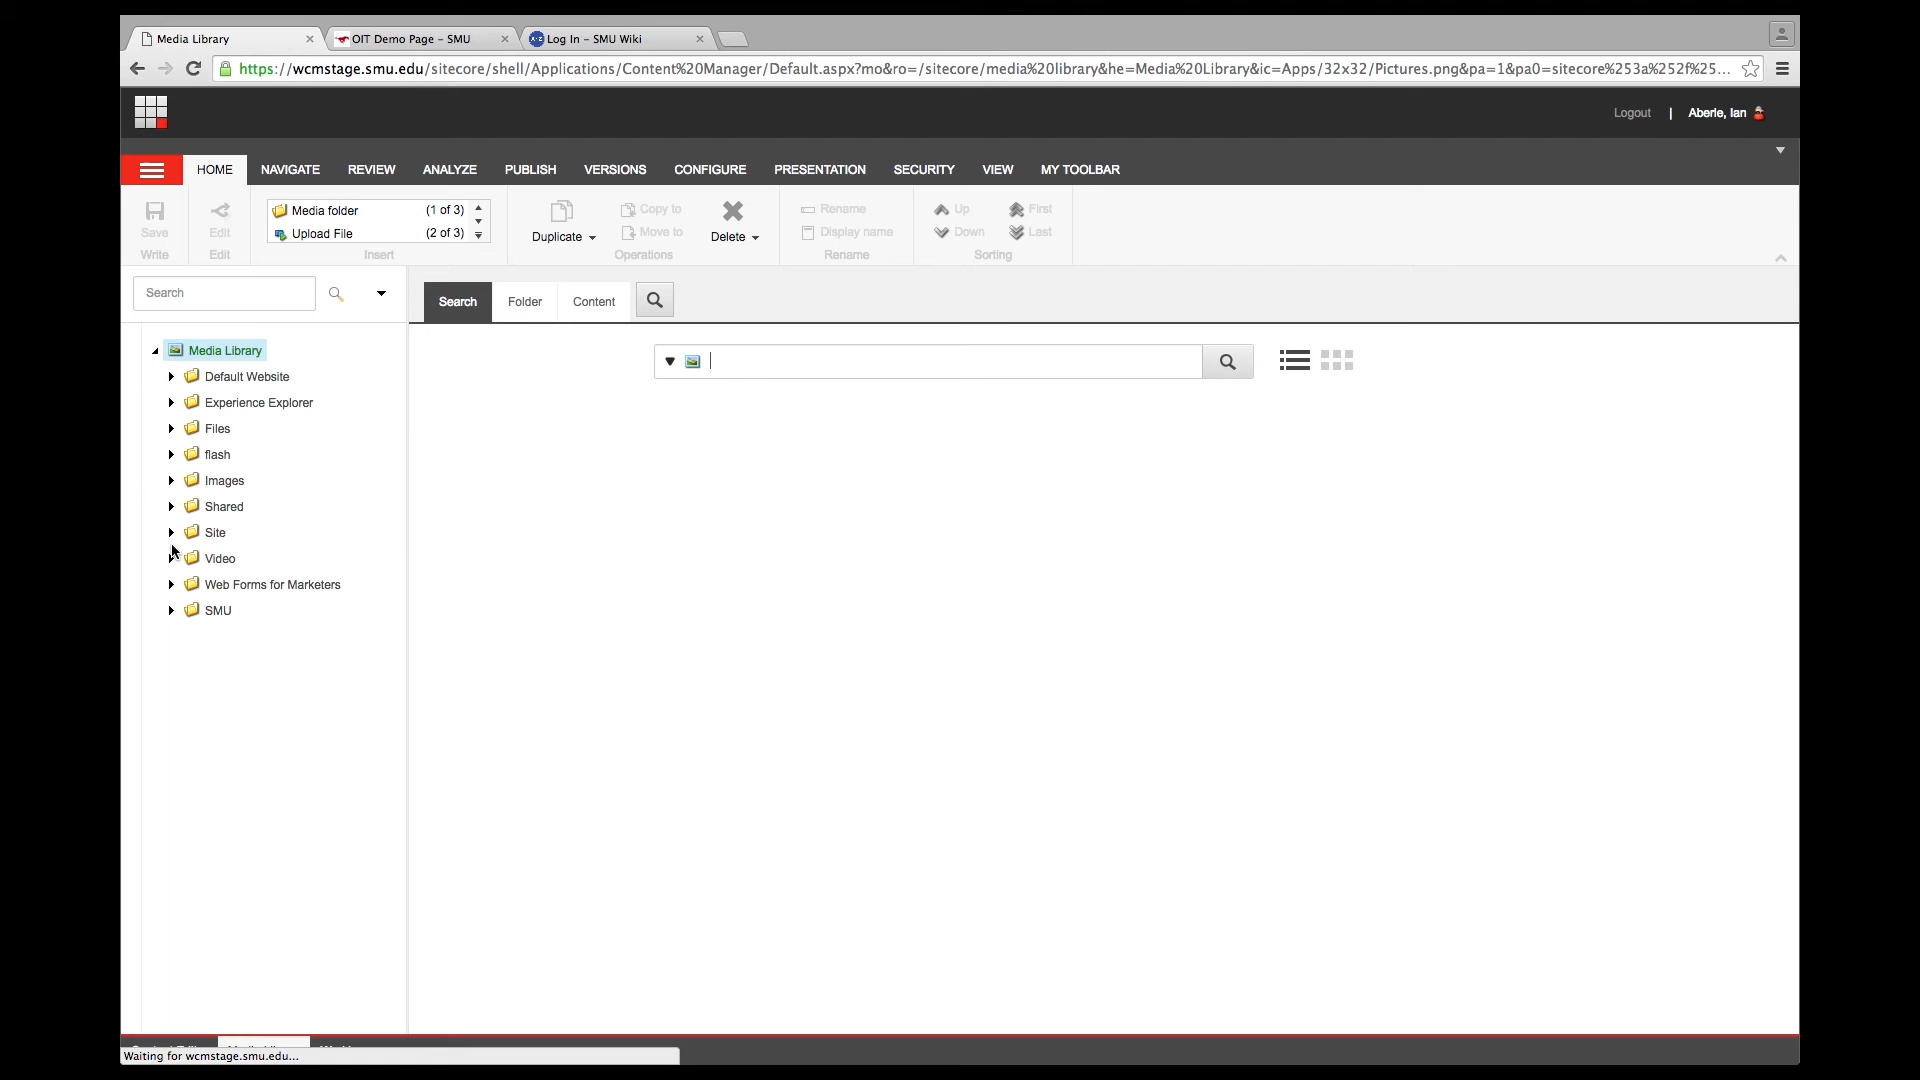 Media Library
OIT Demo Page – SMU
Log In – SMU Wiki
https://wcmstage.smu.edu/sitecore/shell/Applications/Content%20Manager/Default.aspx?mo&ro=/sitecore/media%20library&he=Media%20Library&ic=Apps/32x32/Pictures.png&pa=1&pa0=sitecore%253a%252f%25...
Logout | Aberle, Ian
HOME NAVIGATE REVIEW ANALYZE PUBLISH VERSIONS CONFIGURE PRESENTATION SECURITY VIEW MY TOOLBAR
Media folder (1 of 3) Copy to Rename Up First
Save Edit Upload File (2 of 3) Duplicate Move to Delete Display name Down Last
Write Edit Insert Operations Rename Sorting
Search
Search Folder Content
Media Library
Default Website
Experience Explorer
Files
flash
Images
Shared
Site
Video
Web Forms for Marketers
SMU
Waiting for wcmstage.smu.edu...